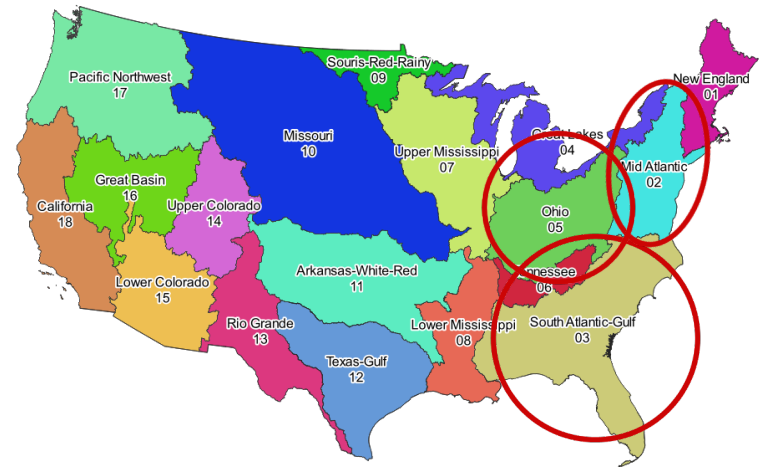 Pacific Northwest
17
Souris-Red-Rainy
09
New England
01
Missouri
10
Great Lakes
04
Upper Mississippi
07
Mid Atlantic
02
Great Basin
16
California
18
Upper Colorado
14
Ohio
05
Arkansas-White-Red
11
Tennessee
06
Lower Colorado
15
Rio Grande
13
Lower Mississippi
08
South Atlantic-Gulf
03
Texas-Gulf
12